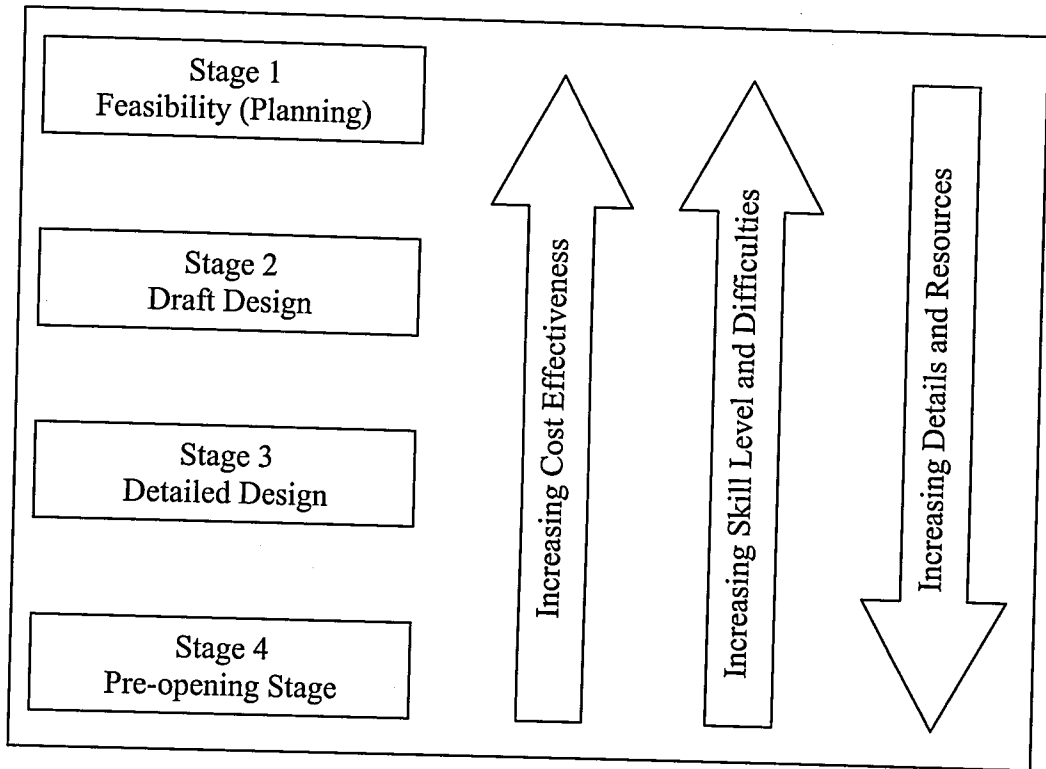 Stage 1
Feasibility (Planning)
Stage 2
Draft Design
Stage 3
Detailed Design
Stage 4
Pre-opening Stage
Increasing Cost Effectiveness
Increasing Skill Level and Difficulties
Increasing Details and Resources